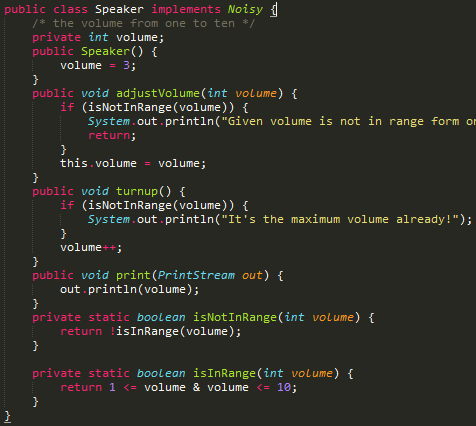 public class Speaker implements Noisy {
    /* the volume from one to ten */
    private int volume;
    public Speaker() {
        volume = 3;
    }
    public void adjustVolume(int volume) {
        if (isNotInRange(volume)) {
            System.out.println("Given volume is not in range form
            return;
        }
        this.volume = volume;
    }
    public void turnup() {
        if (isNotInRange(volume)) {
            System.out.println("It's the maximum volume already!");
        }
        volume++;
    }
    public void print(PrintStream out) {
        out.println(volume);
    }
    private static boolean isNotInRange(int volume) {
        return !isInRange(volume);
    }
    private static boolean isInRange(int volume) {
        return 1 <= volume & volume <= 10;
    }
}